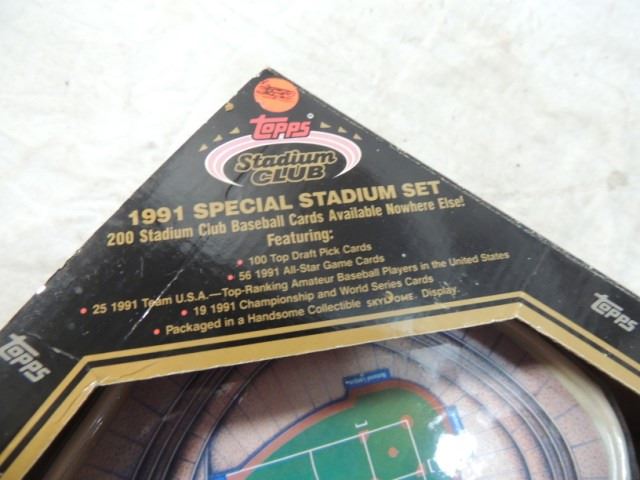 TOPPS
Stadium
CLUB
1991 SPECIAL STADIUM SET
200 Stadium Club Baseball Cards Available Nowhere Else!
Featuring:
• 100 Top Draft Pick Cards
• 56 1991 All-Star Game Cards
• 25 1991 Team U.S.A.—Top-Ranking Amateur Baseball Players in the United States
• 19 1991 Championship and World Series Cards
• Packaged in a Handsome Collectible SKYDOME Display.
TOPPS
TOPPS